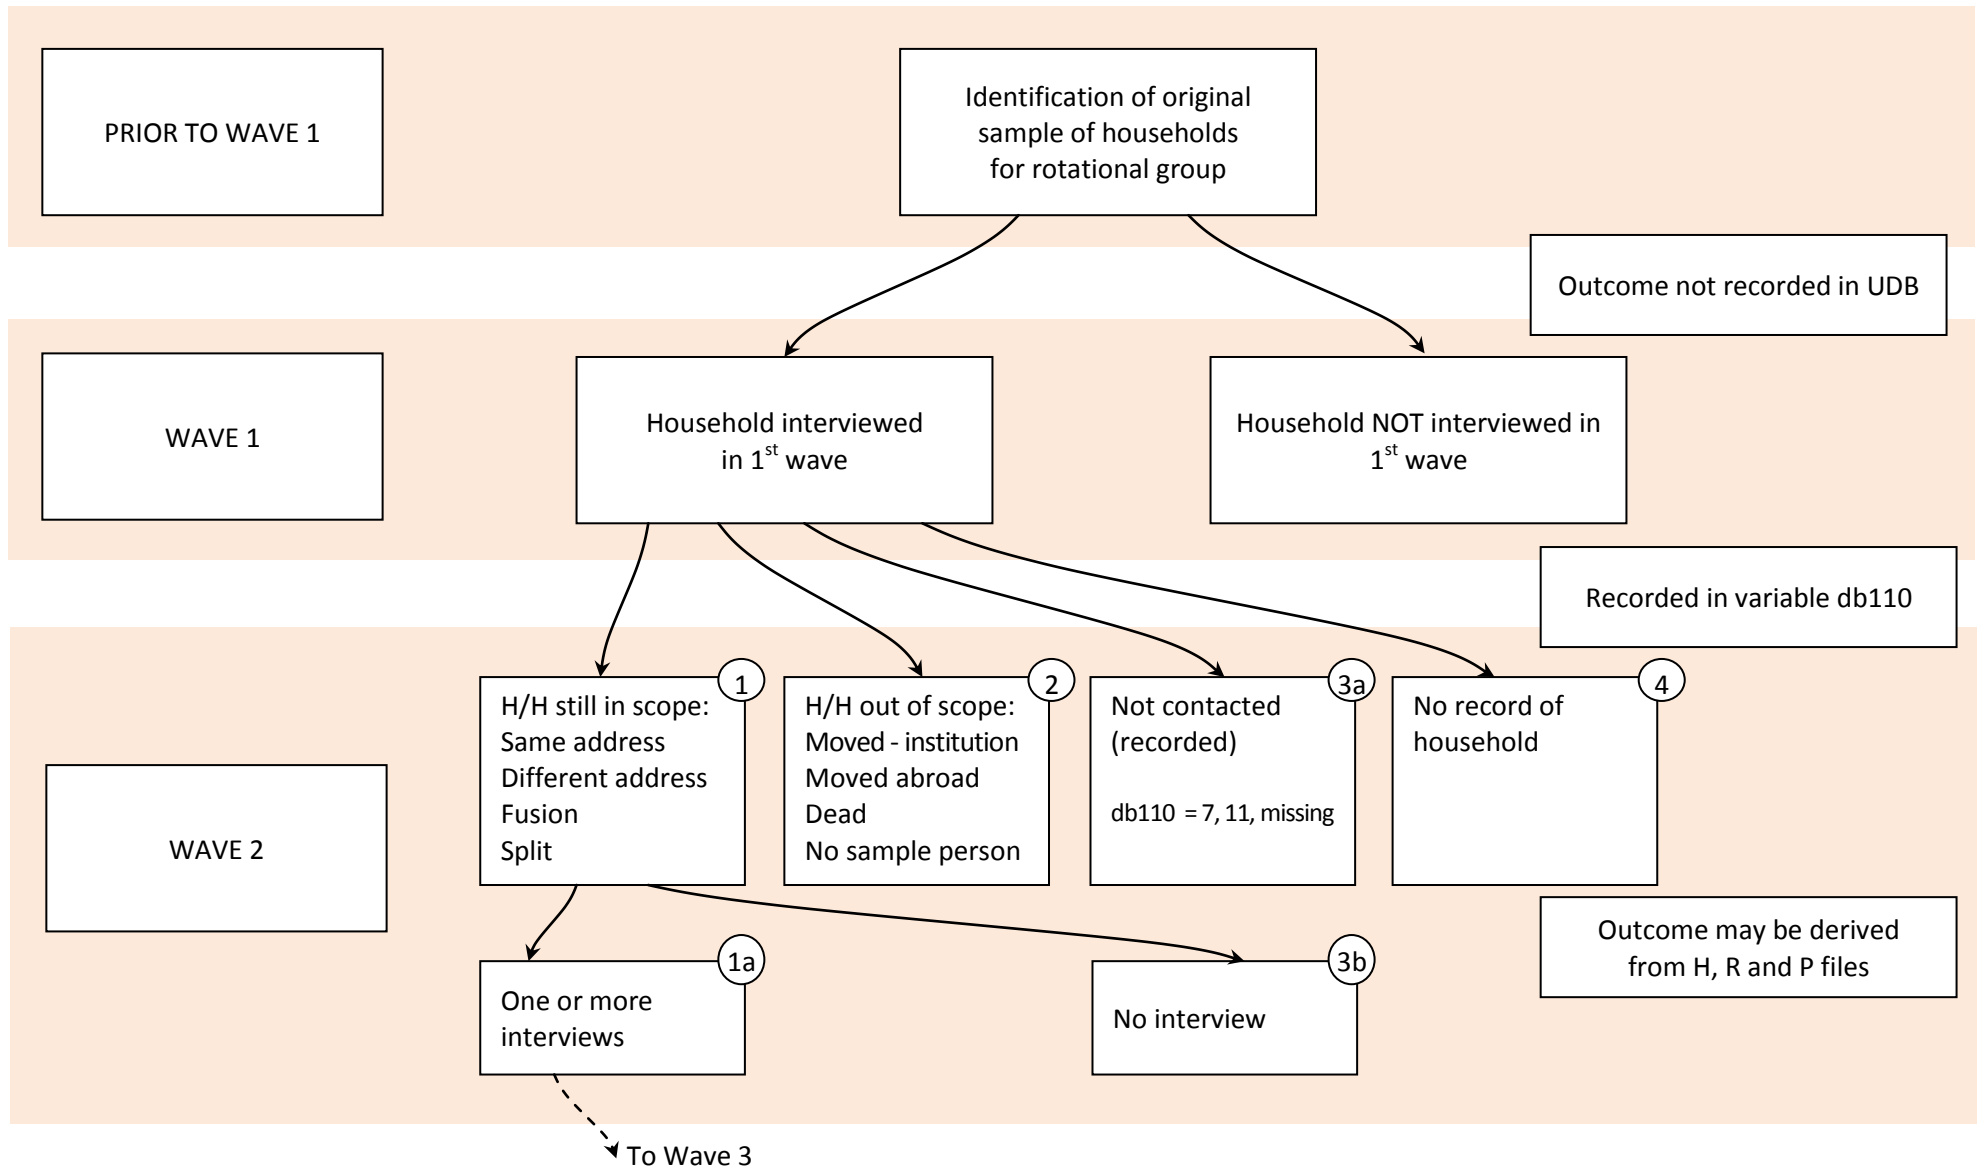 PRIOR TO WAVE 1
Identification of original
sample of households
for rotational group
Outcome not recorded in UDB
WAVE 1
Household interviewed
in 1st wave
Household NOT interviewed in
1st wave
Recorded in variable db110
WAVE 2
1
H/H still in scope:
Same address
Different address
Fusion
Split
2
H/H out of scope:
Moved - institution
Moved abroad
Dead
No sample person
3a
Not contacted
(recorded)
db110 = 7, 11, missing
4
No record of
household
Outcome may be derived
from H, R and P files
1a
One or more
interviews
3b
No interview
To Wave 3